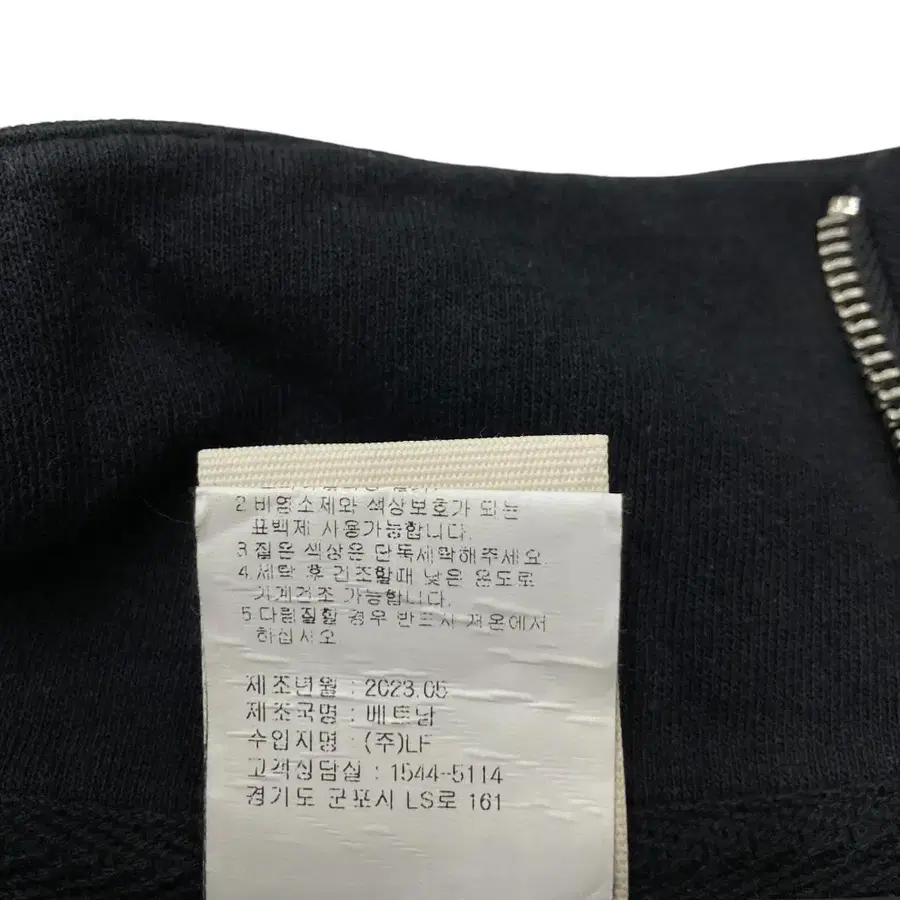 2.비염소제와 색상보호가 되는
표백제 사용가능합니다.
3.짙은 색상은 단독세탁해주세요.
4.세탁 후 건조할때 낮은 온도로
기계건조 가능합니다.
5.다림질할 경우 반드시 저온에서
하십시오
제조년월 : 2023.05
제조국명 : 베트남
수입자명 : (주)LF
고객상담실 : 1544-5114
경기도 군포시 LS로 161